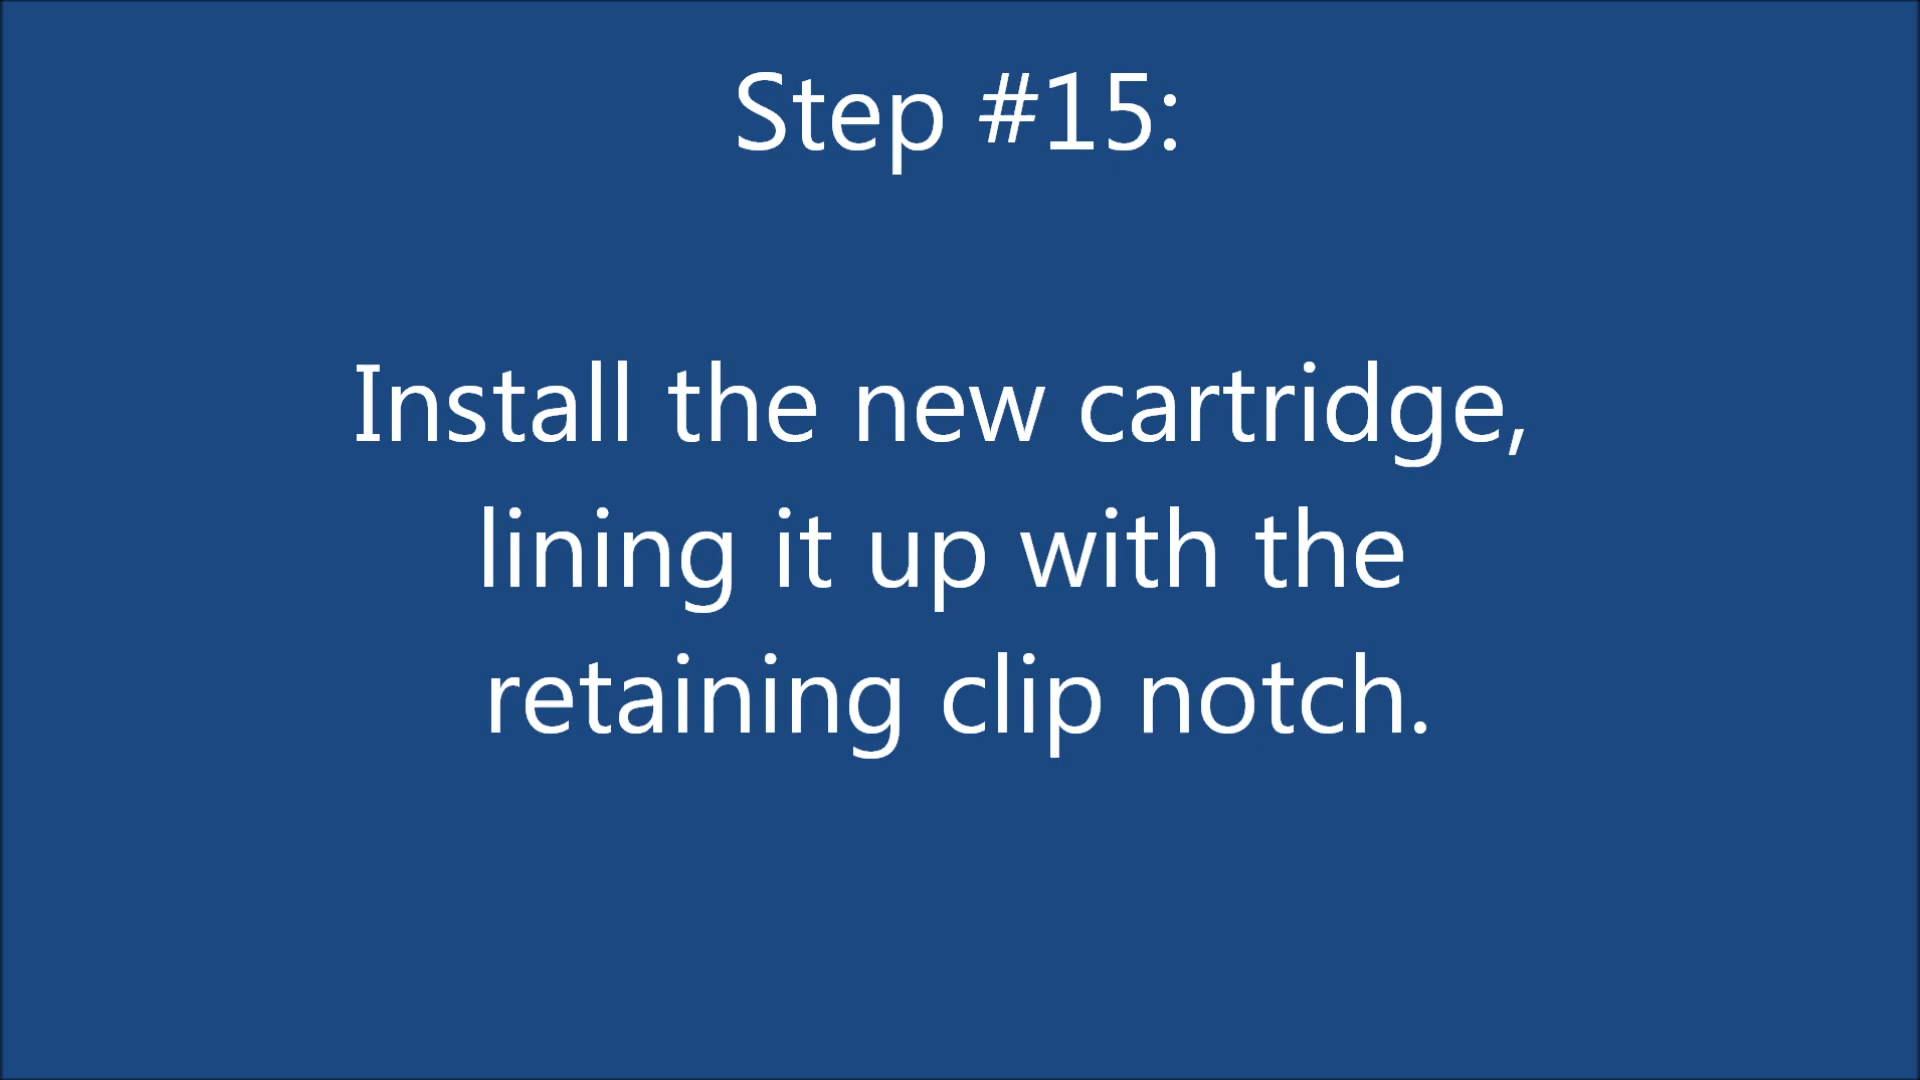 Step #15:
Install the new cartridge,
lining it up with the
retaining clip notch.